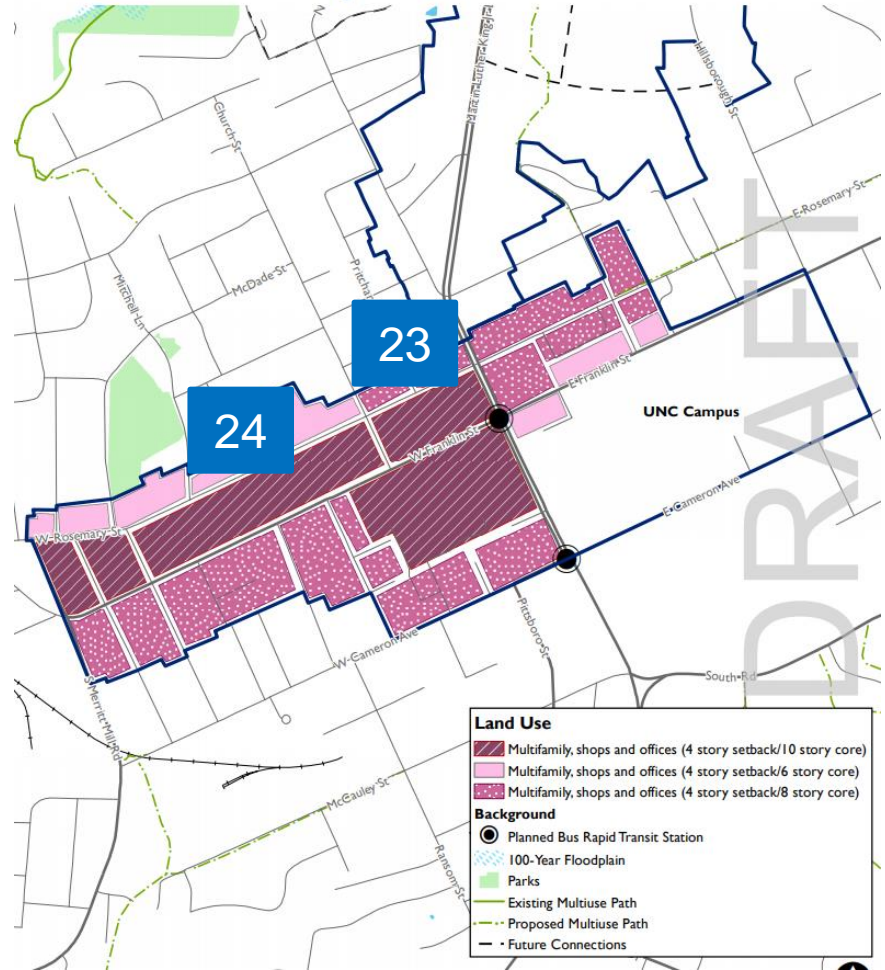 Martin Luther King Jr
Hillsborough St
Church St
E Rosemary St
McDade St
Pritchar
Mitchell Ln
23
24
E Franklin St
UNC Campus
W Franklin St
E Cameron Ave
W Rosemary St
DRAFT
Pittsboro St
W Cameron Ave
South Rd
S Merritt Mill Rd
McCauley St
Ransom St
Land Use
Multifamily, shops and offices (4 story setback/10 story core)
Multifamily, shops and offices (4 story setback/6 story core)
Multifamily, shops and offices (4 story setback/8 story core)
Background
Planned Bus Rapid Transit Station
100-Year Floodplain
Parks
Existing Multiuse Path
Proposed Multiuse Path
Future Connections